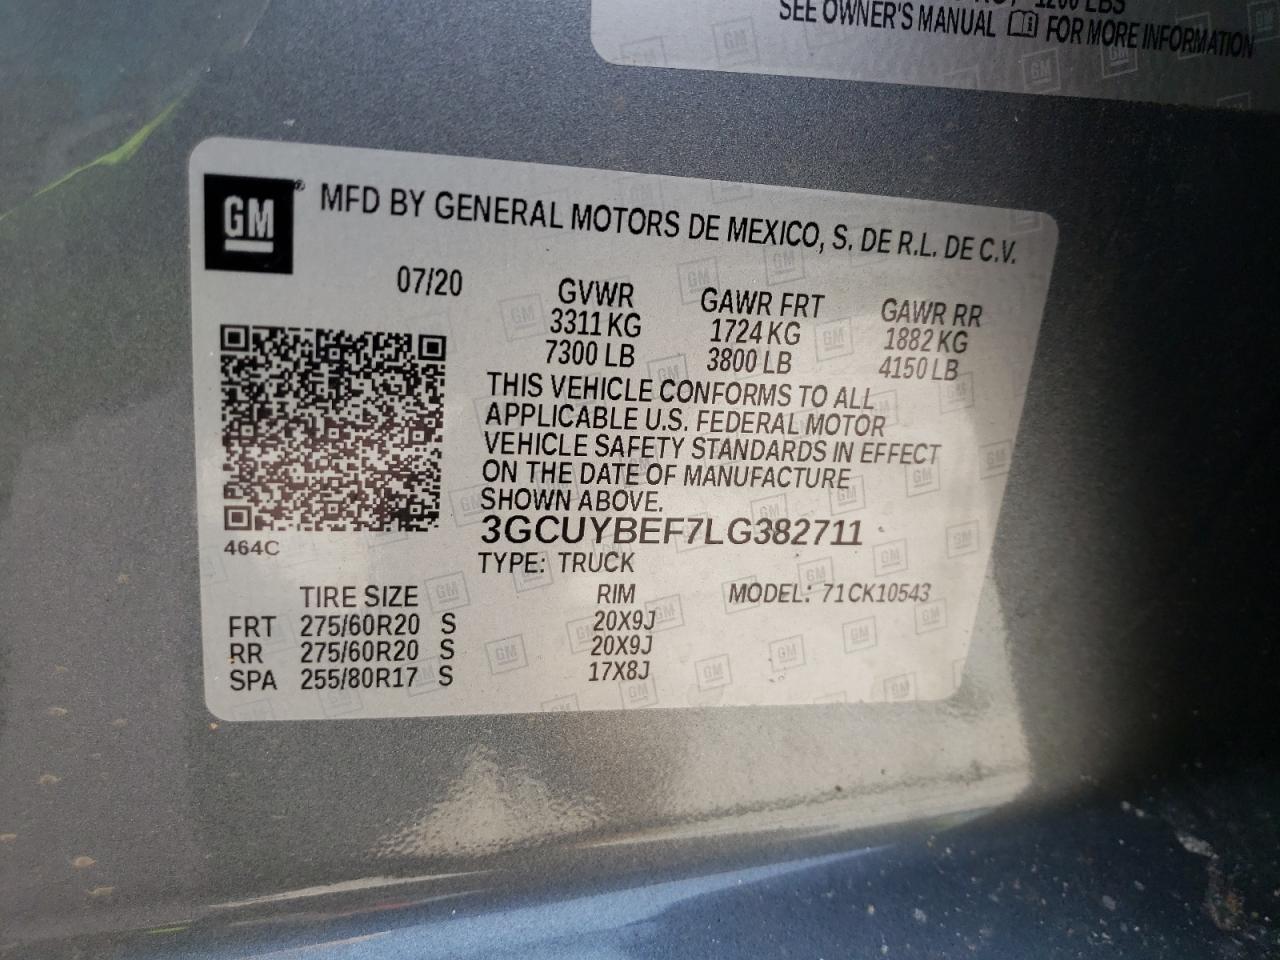 1200 LBS
SEE OWNER'S MANUAL FOR MORE INFORMATION
GM® MFD BY GENERAL MOTORS DE MEXICO, S. DE R.L. DE C.V.
07/20 GVWR GAWR FRT GAWR RR
3311 KG 1724 KG 1882 KG
7300 LB 3800 LB 4150 LB
THIS VEHICLE CONFORMS TO ALL
APPLICABLE U.S. FEDERAL MOTOR
VEHICLE SAFETY STANDARDS IN EFFECT
ON THE DATE OF MANUFACTURE
SHOWN ABOVE.
3GCUYBEF7LG382711
464C
TYPE: TRUCK
TIRE SIZE RIM MODEL: 71CK10543
FRT 275/60R20 S 20X9J
RR 275/60R20 S 20X9J
SPA 255/80R17 S 17X8J